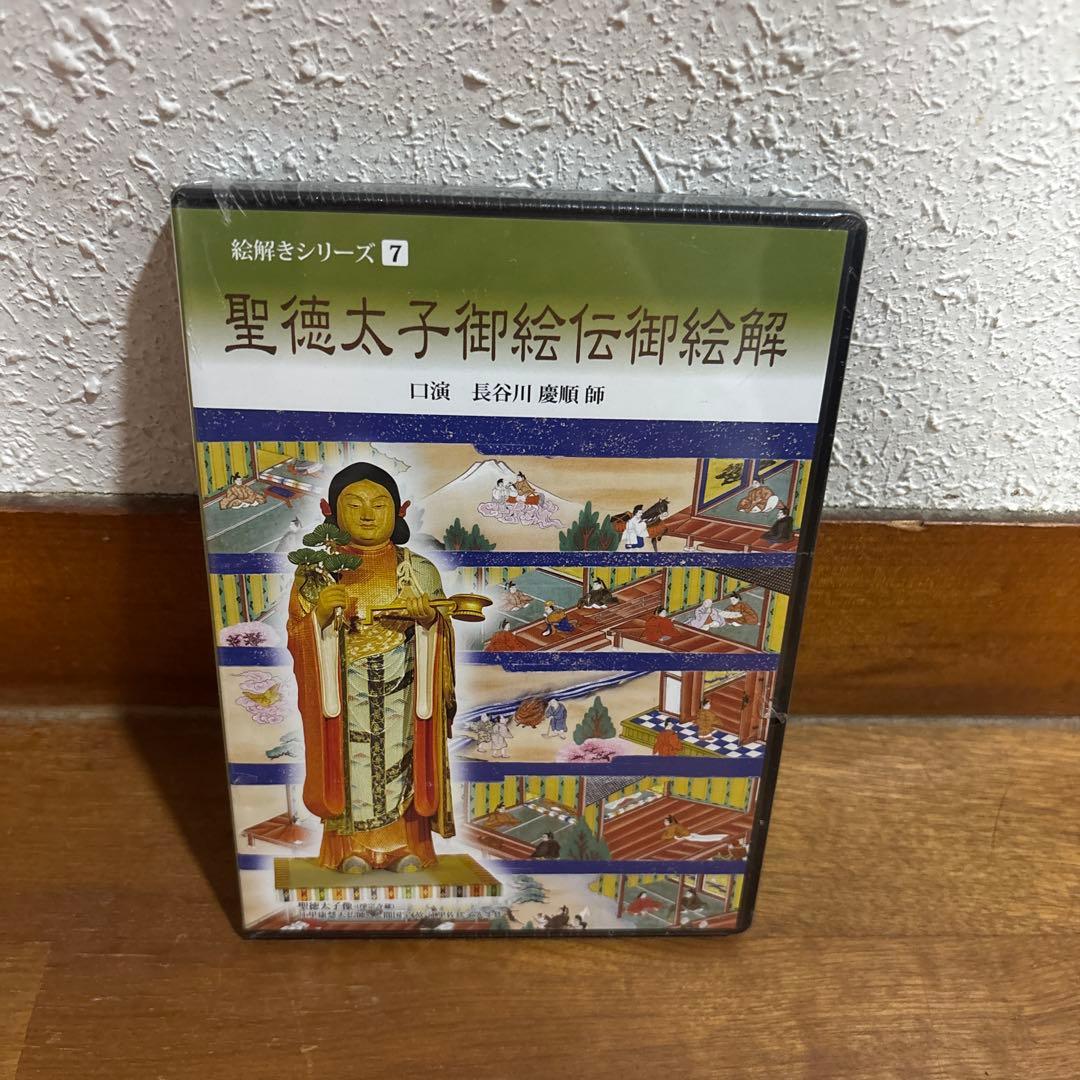 絵解きシリーズ 7
聖徳太子御絵伝御絵解
口演 長谷川 慶順 師
聖徳太子像